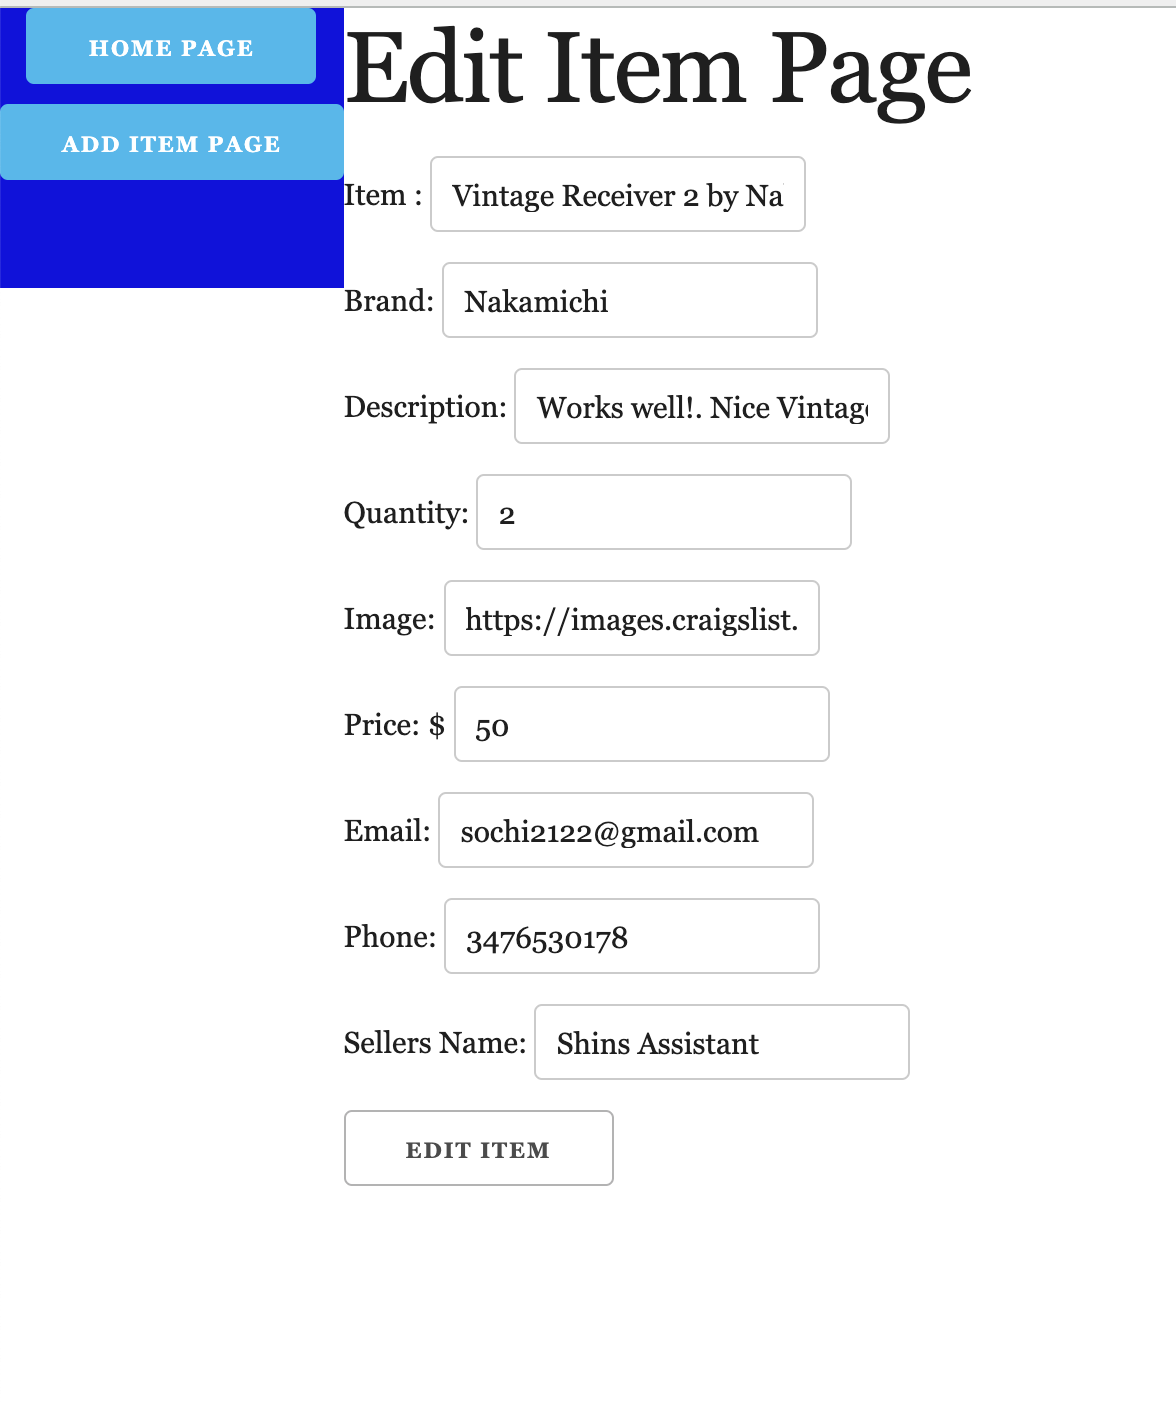 HOME PAGE
ADD ITEM PAGE
Edit Item Page
Item : Vintage Receiver 2 by Na
Brand: Nakamichi
Description: Works well!. Nice Vintag
Quantity: 2
Image: https://images.craigslist.
Price: $ 50
Email: sochi2122@gmail.com
Phone: 3476530178
Sellers Name: Shins Assistant
EDIT ITEM